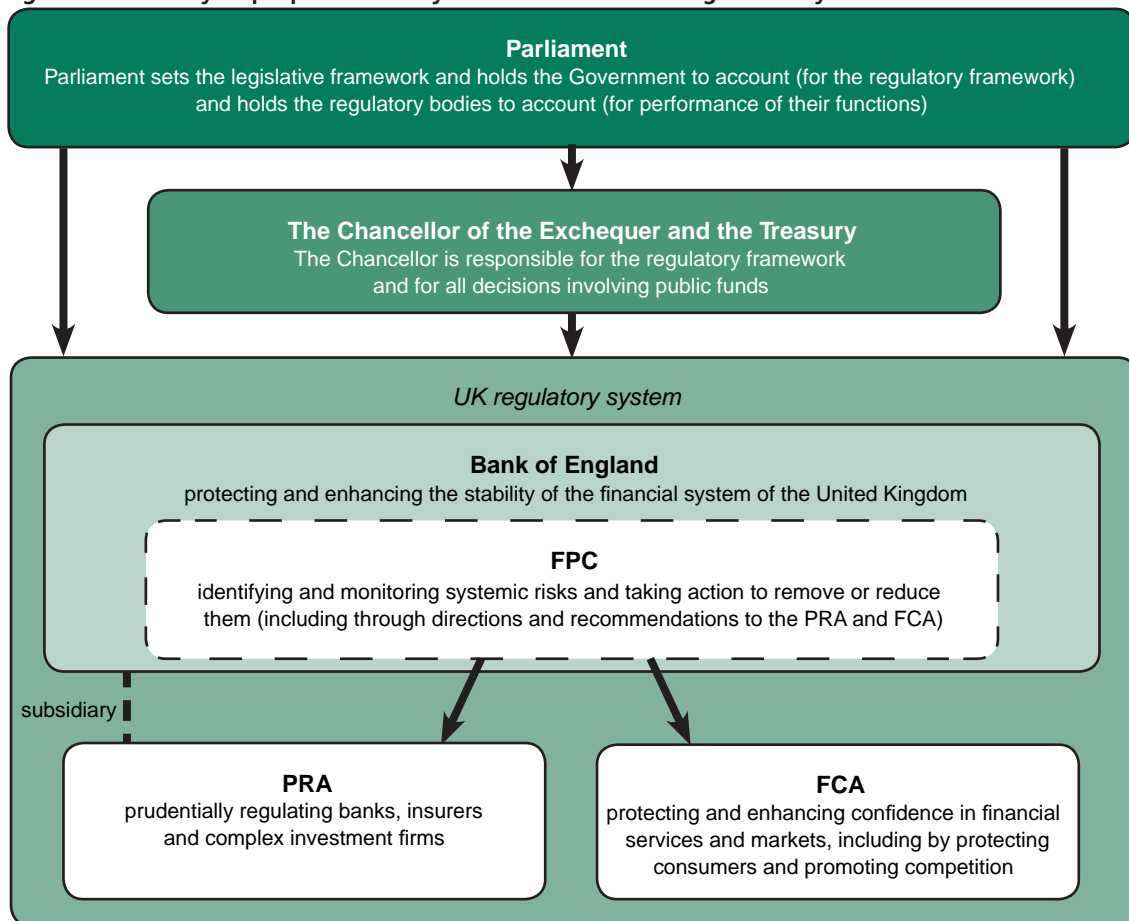 Parliament
Parliament sets the legislative framework and holds the Government to account (for the regulatory framework)
and holds the regulatory bodies to account (for performance of their functions)
The Chancellor of the Exchequer and the Treasury
The Chancellor is responsible for the regulatory framework
and for all decisions involving public funds
UK regulatory system
Bank of England
protecting and enhancing the stability of the financial system of the United Kingdom
FPC
identifying and monitoring systemic risks and taking action to remove or reduce
them (including through directions and recommendations to the PRA and FCA)
subsidiary
PRA
prudentially regulating banks, insurers
and complex investment firms
FCA
protecting and enhancing confidence in financial
services and markets, including by protecting
consumers and promoting competition